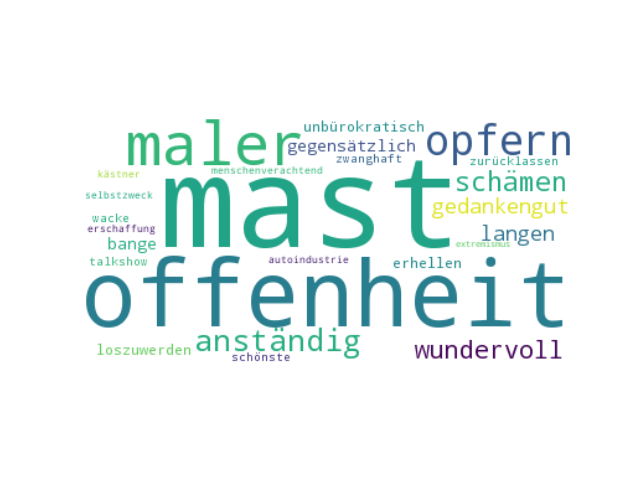 unbürokratisch
maler
opfern
gegensätzlich
zwanghaft
zurücklassen
mast
menschenverachtend
kästner
schämen
selbstzweck
gedankengut
wacke
erschaffung
langen
bange
extremismus
talkshow
autoindustrie
erhellen
offenheit
anständig
loszuwerden
wundervoll
schönste